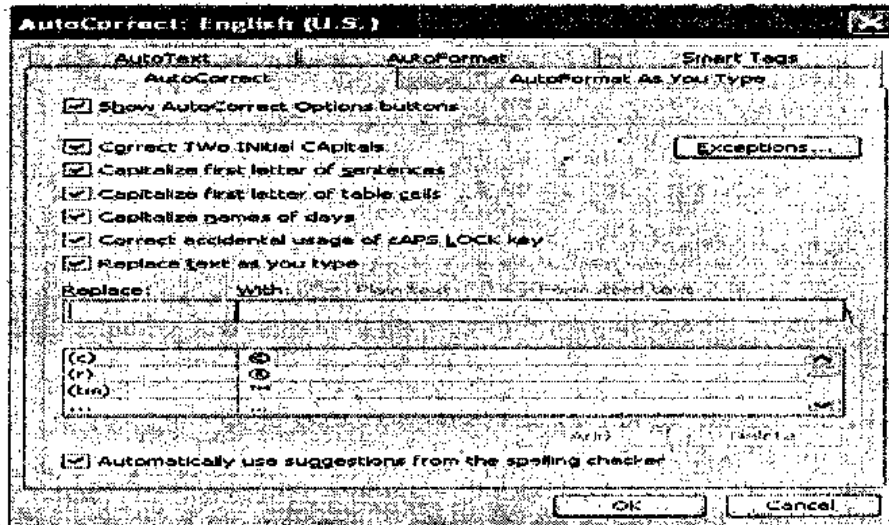 AutoCorrect: English (U.S.)
AutoText AutoFormat Smart Tags
AutoCorrect AutoFormat As You Type
Show AutoCorrect Options buttons
Correct TWo INitial CApitals Exceptions...
Capitalize first letter of sentences
Capitalize first letter of table cells
Capitalize names of days
Correct accidental usage of cAPS LOCK key
Replace text as you type
Replace: With: Plain text Formatted text
(c) ©
(r) ®
(tm) ™
... ...
Add Delete
Automatically use suggestions from the spelling checker
OK Cancel